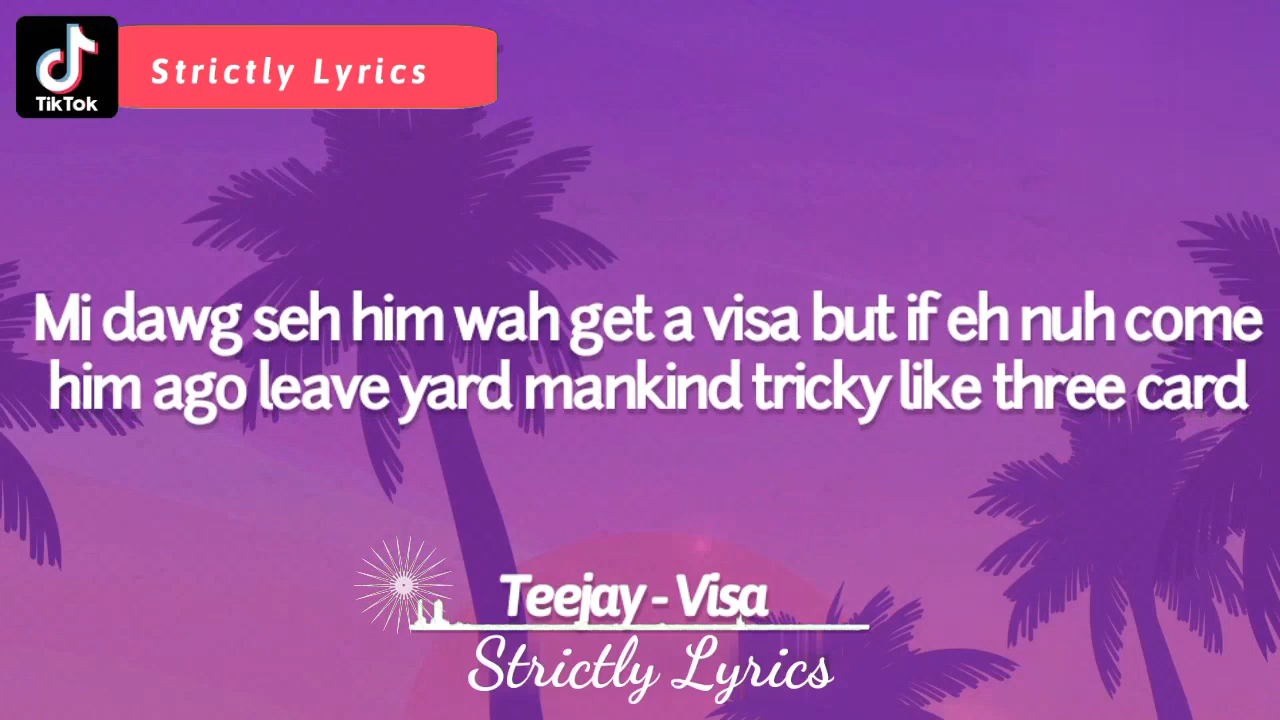 TikTok
Strictly Lyrics
Mi dawg seh him wah get a visa but if eh nuh come
him ago leave yard mankind tricky like three card
Teejay - Visa
Strictly Lyrics